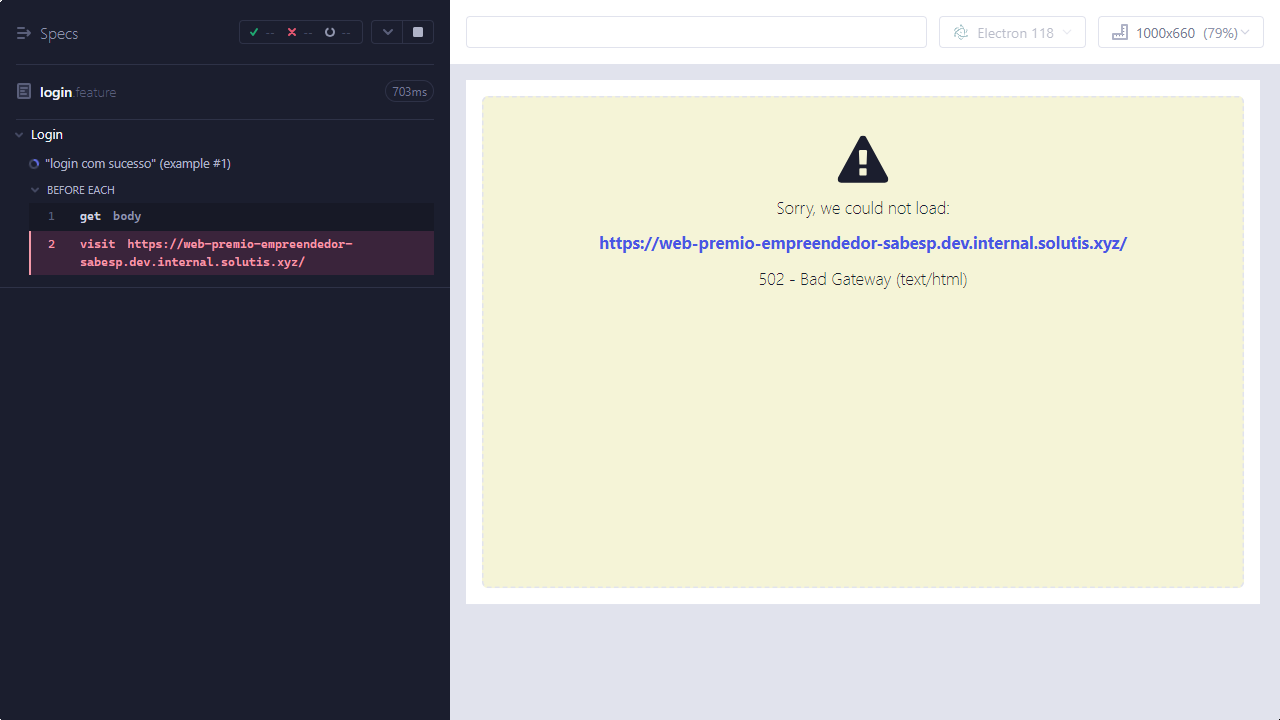 Specs
-- -- --
login.feature
703ms
Login
"login com sucesso" (example #1)
BEFORE EACH
1 get body
2 visit https://web-premio-empreendedor-
sabesp.dev.internal.solutis.xyz/
Electron 118
1000x660 (79%)
Sorry, we could not load:
https://web-premio-empreendedor-sabesp.dev.internal.solutis.xyz/
502 - Bad Gateway (text/html)